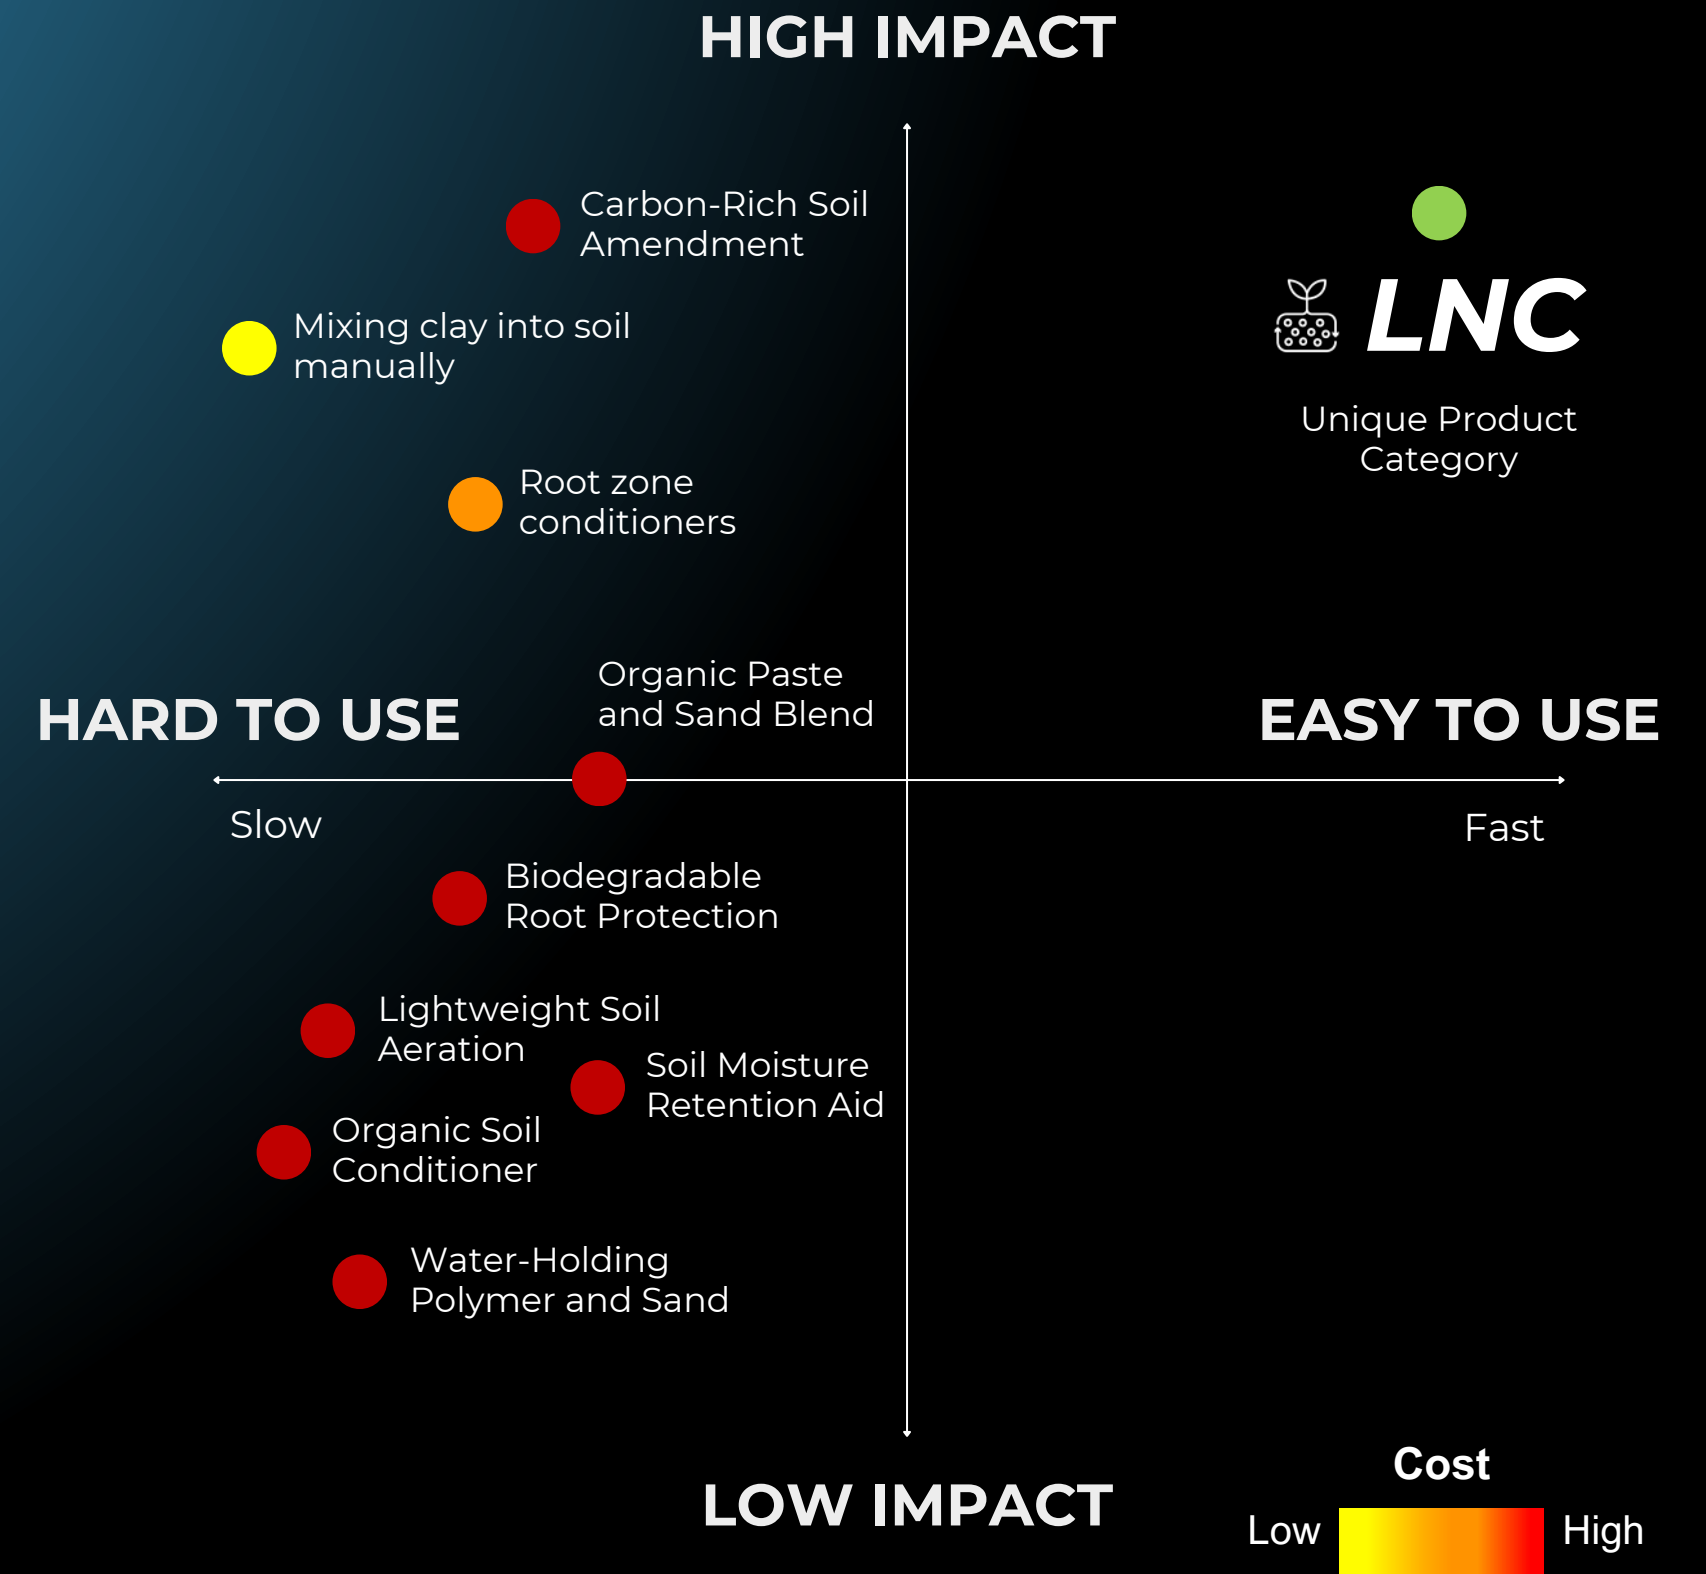 HIGH IMPACT
Carbon-Rich Soil
Amendment
Mixing clay into soil
manually
LNC
Unique Product
Category
Root zone
conditioners
Organic Paste
and Sand Blend
HARD TO USE
EASY TO USE
Slow
Fast
Biodegradable
Root Protection
Lightweight Soil
Aeration
Soil Moisture
Retention Aid
Organic Soil
Conditioner
Water-Holding
Polymer and Sand
LOW IMPACT
Cost
Low
High